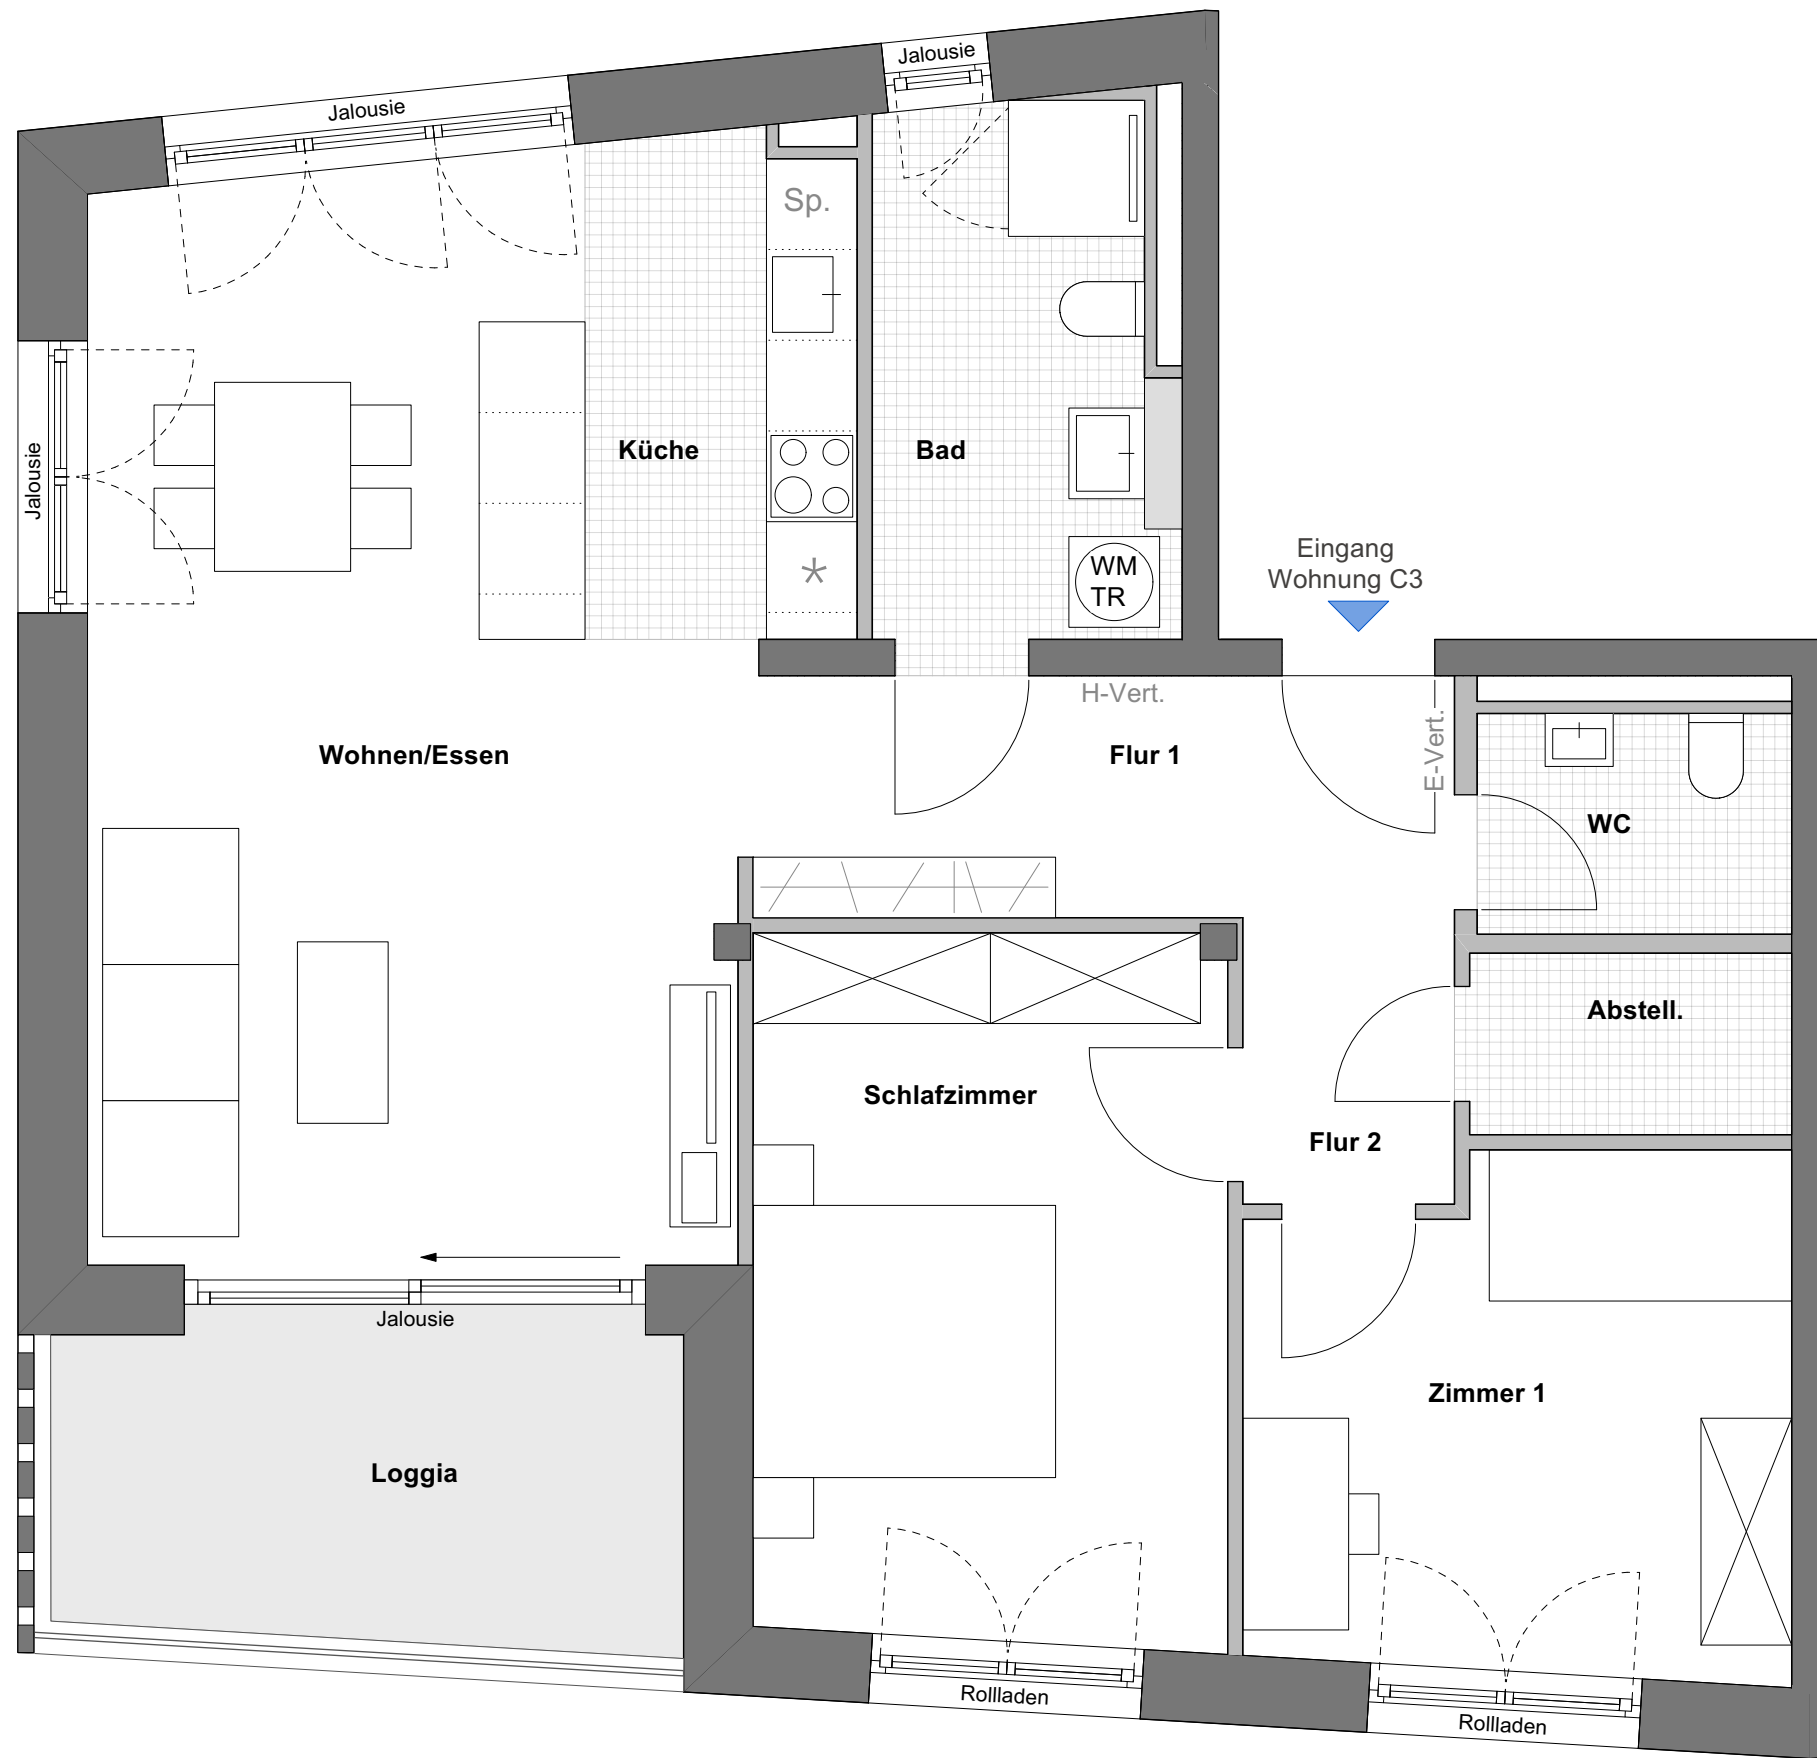 Jalousie
Jalousie
Sp.
Jalousie
Küche
Bad
WM
TR
Eingang
Wohnung C3
H-Vert.
E-Vert.
Wohnen/Essen
Flur 1
WC
Abstell.
Schlafzimmer
Flur 2
Jalousie
Zimmer 1
Loggia
Rollladen
Rollladen